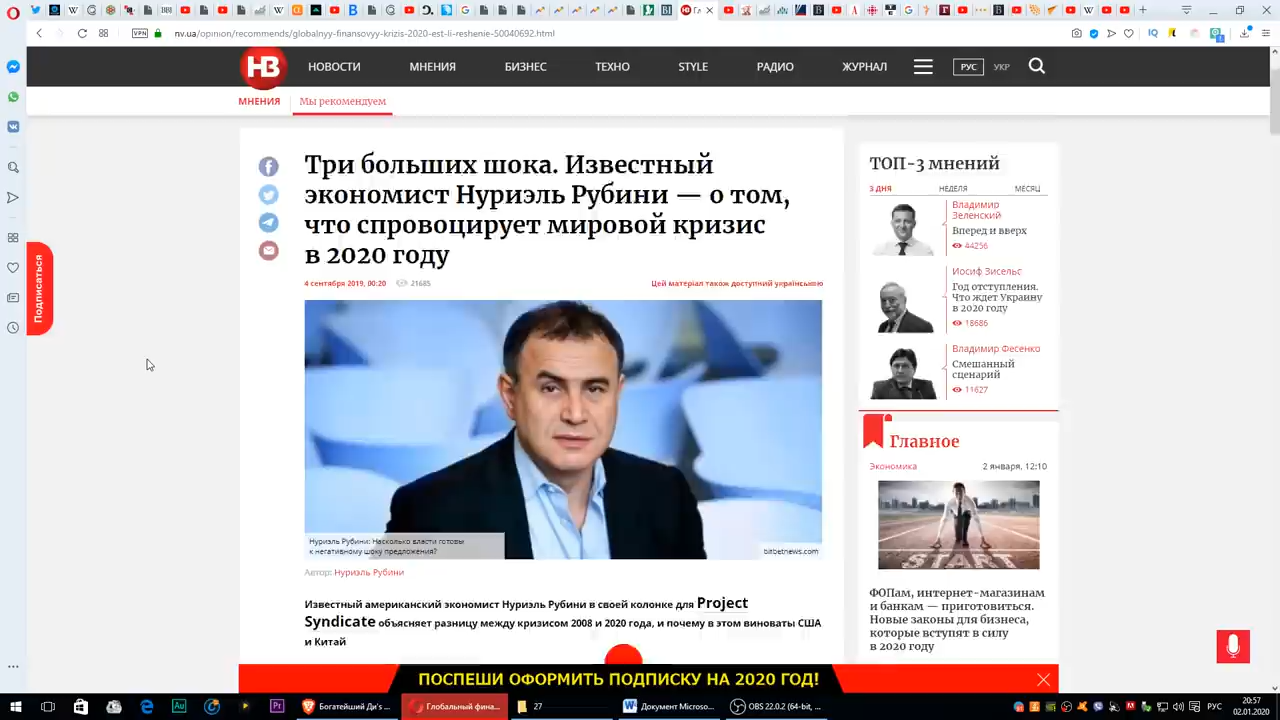 VPN
nv.ua/opinion/recommends/globalnyy-finansovyy-krizis-2020-est-li-reshenie-50040692.html
НВ
НОВОСТИ
МНЕНИЯ
БИЗНЕС
ТЕХНО
STYLE
РАДИО
ЖУРНАЛ
РУС
УКР
МНЕНИЯ
Мы рекомендуем
Подписаться
Три больших шока. Известный
экономист Нуриэль Рубини — о том,
что спровоцирует мировой кризис
в 2020 году
4 сентября 2019, 00:20
21685
Цей матеріал також доступний українською
Нуриэль Рубини: Насколько власти готовы
к негативному шоку предложения?
bitbetnews.com
Автор: Нуриэль Рубини
Известный американский экономист Нуриэль Рубини в своей колонке для Project
Syndicate объясняет разницу между кризисом 2008 и 2020 года, и почему в этом виноваты США
и Китай
ТОП-3 мнений
3 ДНЯ
НЕДЕЛЯ
МЕСЯЦ
Владимир
Зеленский
Вперед и вверх
44256
Иосиф Зисельс
Год отступления.
Что ждет Украину
в 2020 году
18686
Владимир Фесенко
Смешанный
сценарий
11627
Главное
Экономика
2 января, 12:10
START
ФОПам, интернет-магазинам
и банкам — приготовиться.
Новые законы для бизнеса,
которые вступят в силу
в 2020 году
ПОСПЕШИ ОФОРМИТЬ ПОДПИСКУ НА 2020 ГОД!
Богатейший Ди's ...
Глобальный фина...
27
Документ Microso...
OBS 22.0.2 (64-bit, ...
РУС
20:57
02.01.2020